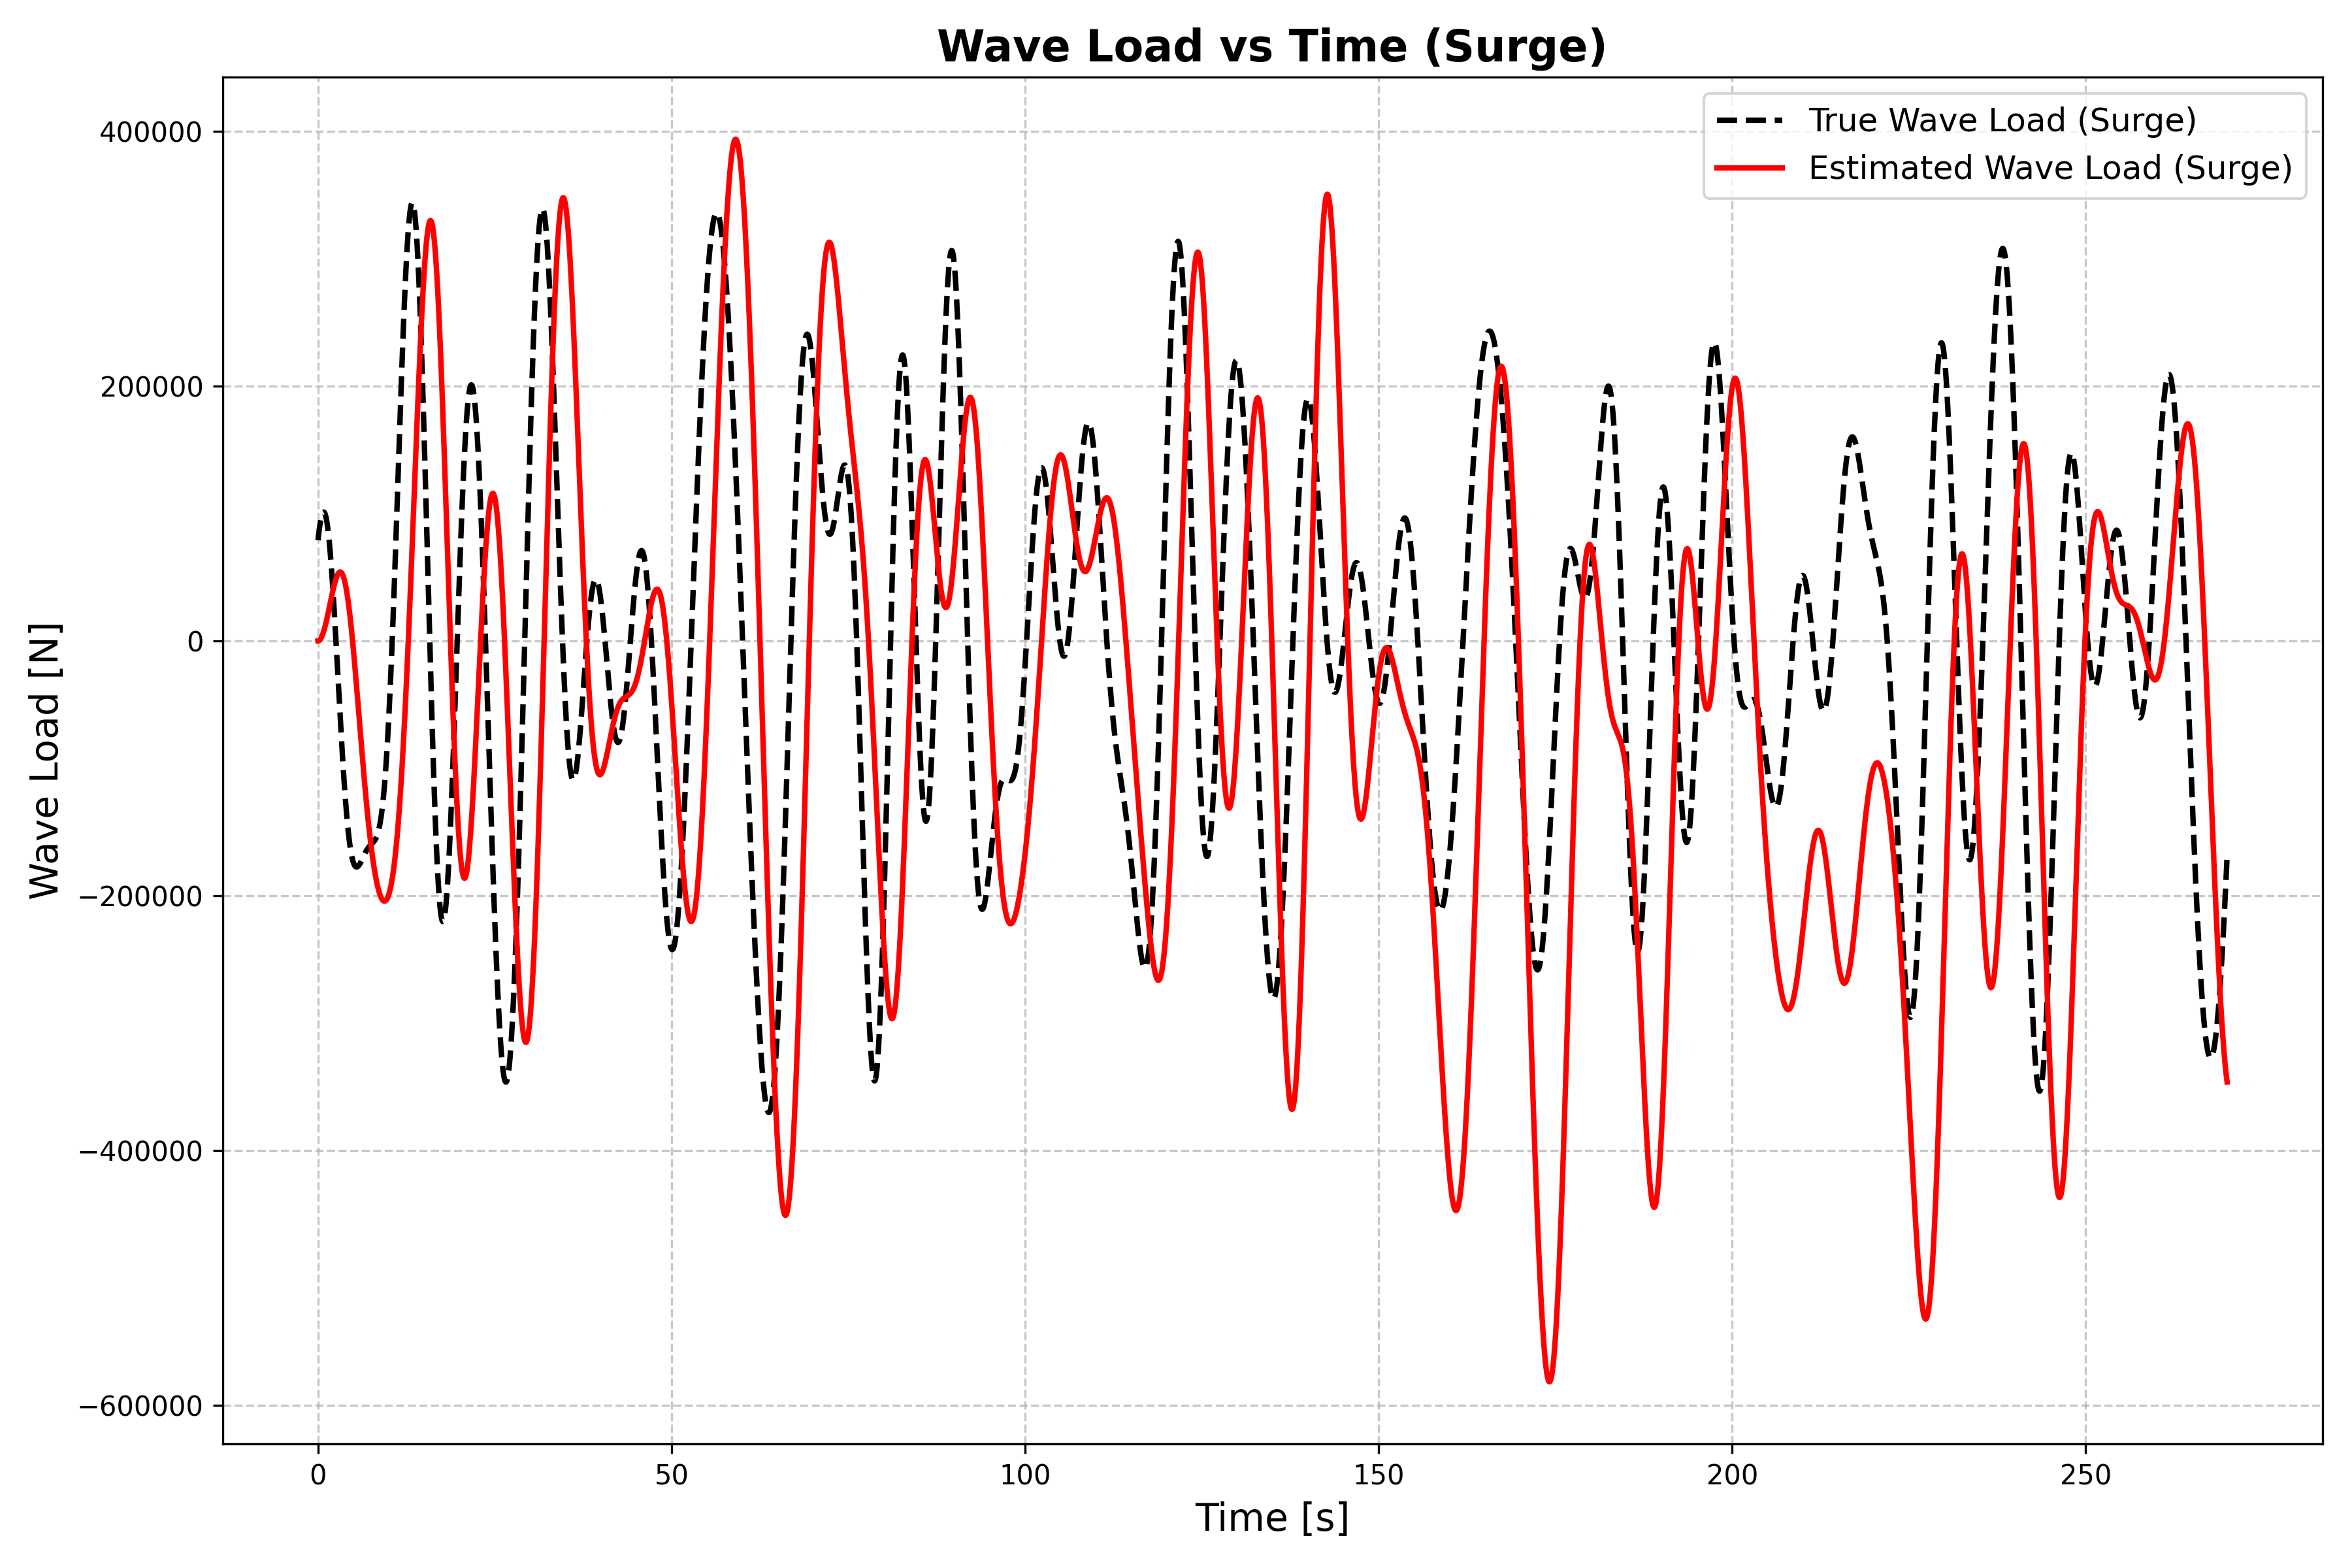 Wave Load vs Time (Surge)
True Wave Load (Surge)
Estimated Wave Load (Surge)
Wave Load [N]
400000
200000
0
−200000
−400000
−600000
0 50 100 150 200 250
Time [s]